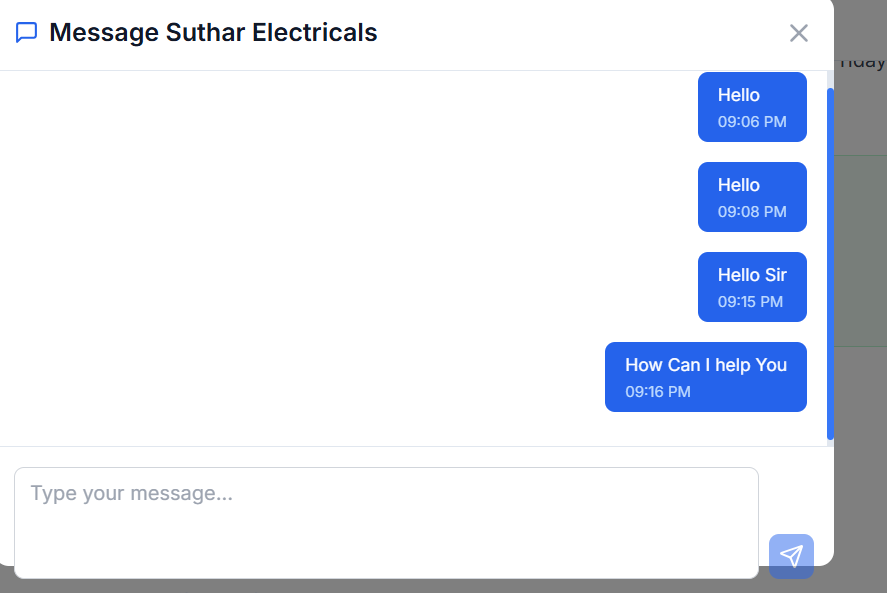 Message Suthar Electricals
Hello
09:06 PM
Hello
09:08 PM
Hello Sir
09:15 PM
How Can I help You
09:16 PM
Type your message...